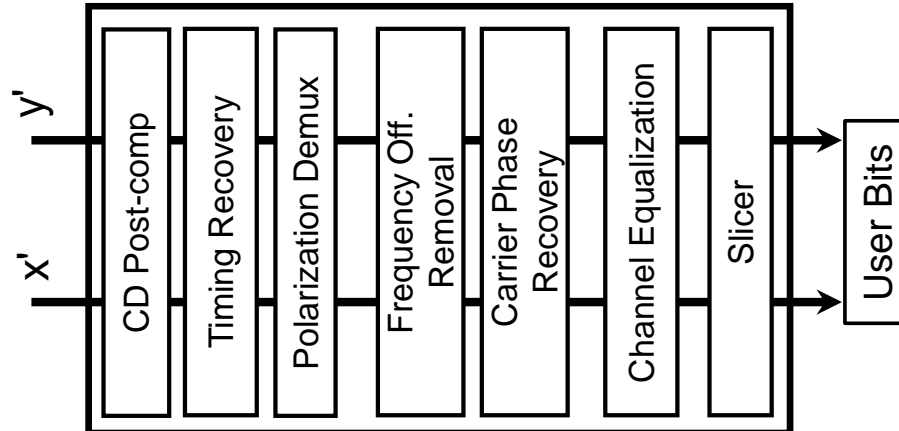 y'
x'
CD Post-comp
Timing Recovery
Polarization Demux
Frequency Off.
Removal
Carrier Phase
Recovery
Channel Equalization
Slicer
User Bits